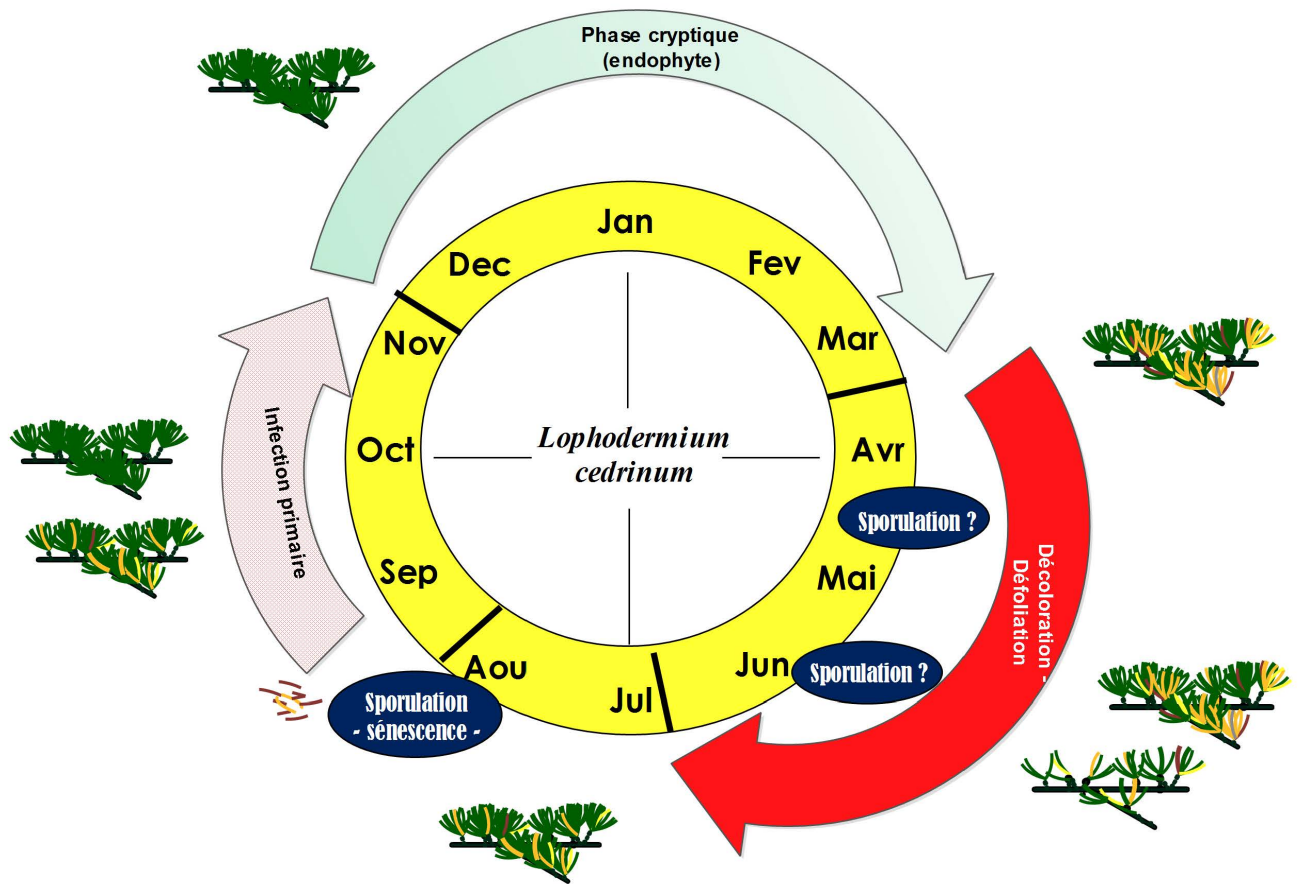 Phase cryptique
(endophyte)
Jan
Fev
Mar
Avr
Mai
Jun
Jul
Aou
Sep
Oct
Nov
Dec
Lophodermium
cedrinum
Sporulation ?
Sporulation ?
Sporulation
- sénescence -
Décoloration -
Défoliation
Infection primaire